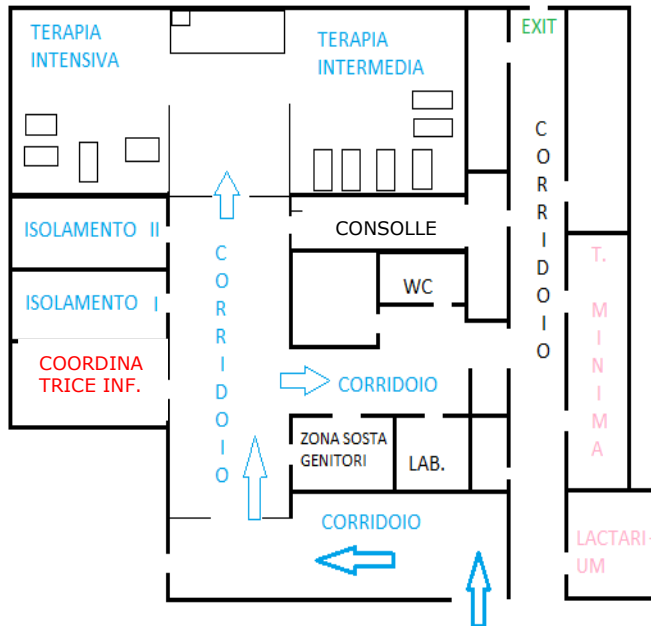 TERAPIA
INTENSIVA
TERAPIA
INTERMEDIA
EXIT
CORRIDOIO
ISOLAMENTO II
CONSOLLE
CORRIDOIO
T. MINIMA
ISOLAMENTO I
WC
COORDINA
TRICE INF.
CORRIDOIO
ZONA SOSTA
GENITORI
LAB.
CORRIDOIO
LACTARI-
UM